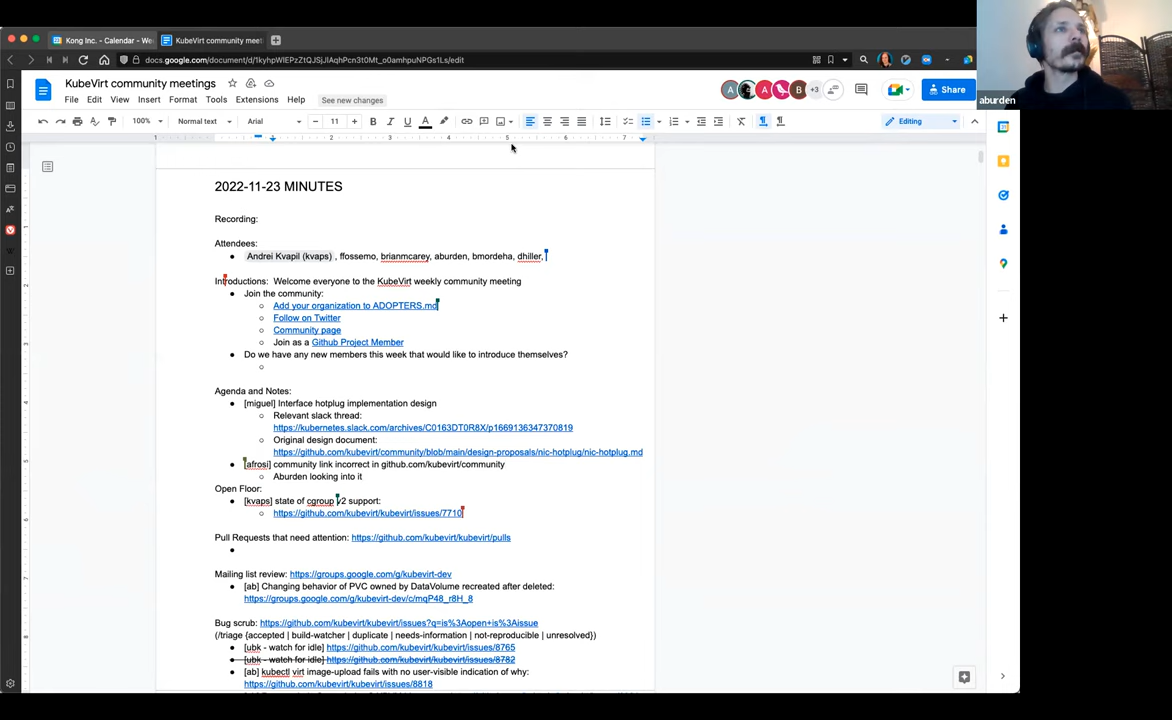 Kong Inc. - Calendar - We
KubeVirt community meeti
KubeVirt community meetings
File Edit View Insert Format Tools Extensions Help See new changes
Share
aburden
100% Normal text Arial 11 Editing
2022-11-23 MINUTES
Recording:
Attendees:
Andrei Kvapil (kvaps) , ffossemo, brianmcarey, aburden, bmordeha, dhiller,
Introductions: Welcome everyone to the KubeVirt weekly community meeting
Join the community:
Add your organization to ADOPTERS.md
Follow on Twitter
Community page
Join as a Github Project Member
Do we have any new members this week that would like to introduce themselves?
Agenda and Notes:
[miguel] Interface hotplug implementation design
Relevant slack thread:
https://kubernetes.slack.com/archives/C0163DT0R8X/p1669136347370819
Original design document:
https://github.com/kubevirt/community/blob/main/design-proposals/nic-hotplug/nic-hotplug.md
[afrosi] community link incorrect in github.com/kubevirt/community
Aburden looking into it
Open Floor:
[kvaps] state of cgroup v2 support:
https://github.com/kubevirt/kubevirt/issues/7710
Pull Requests that need attention: https://github.com/kubevirt/kubevirt/pulls
Mailing list review: https://groups.google.com/g/kubevirt-dev
[ab] Changing behavior of PVC owned by DataVolume recreated after deleted:
https://groups.google.com/g/kubevirt-dev/c/mqP48_r8H_8
Bug scrub: https://github.com/kubevirt/kubevirt/issues?q=is%3Aopen+is%3Aissue
(/triage {accepted | build-watcher | duplicate | needs-information | not-reproducible | unresolved})
[ubk - watch for idle] https://github.com/kubevirt/kubevirt/issues/8765
[ubk - watch for idle] https://github.com/kubevirt/kubevirt/issues/8782
[ab] kubectl virt image-upload fails with no user-visible indication of why:
https://github.com/kubevirt/kubevirt/issues/8818